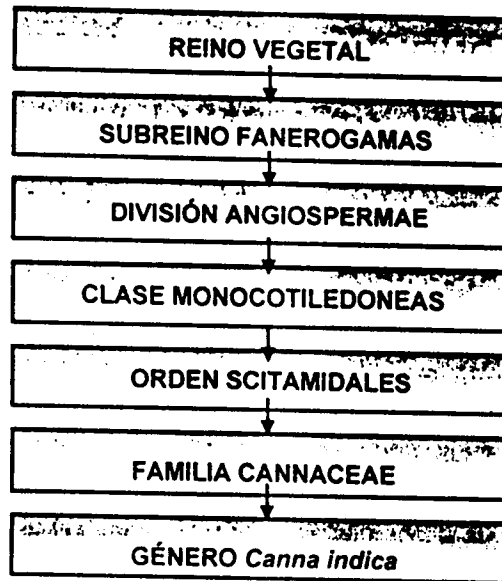 REINO VEGETAL
SUBREINO FANEROGAMAS
DIVISIÓN ANGIOSPERMAE
CLASE MONOCOTILEDONEAS
ORDEN SCITAMIDALES
FAMILIA CANNACEAE
GÉNERO Canna indica